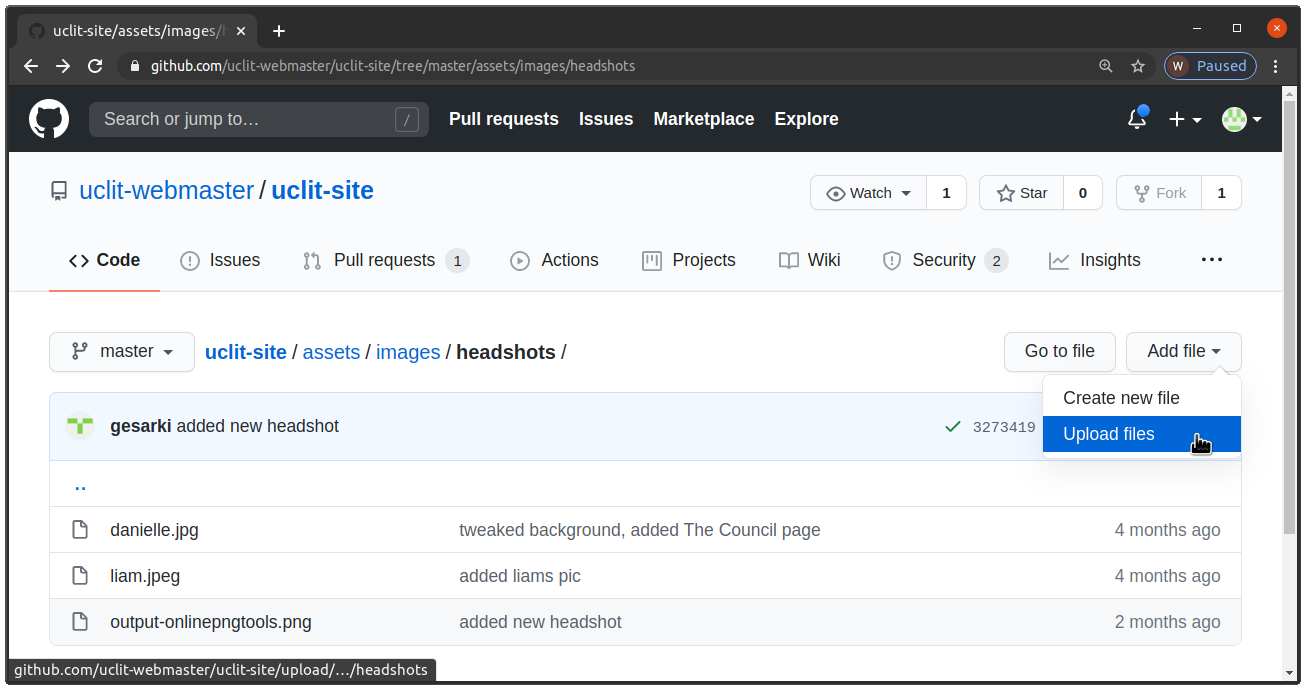 uclit-site/assets/images/
github.com/uclit-webmaster/uclit-site/tree/master/assets/images/headshots
W Paused
Search or jump to… /
Pull requests Issues Marketplace Explore
uclit-webmaster / uclit-site
Watch 1 Star 0 Fork 1
Code Issues Pull requests 1 Actions Projects Wiki Security 2 Insights
master uclit-site / assets / images / headshots /
Go to file Add file
Create new file
gesarki added new headshot 3273419
Upload files
..
danielle.jpg tweaked background, added The Council page 4 months ago
liam.jpeg added liams pic 4 months ago
output-onlinepngtools.png added new headshot 2 months ago
github.com/uclit-webmaster/uclit-site/upload/…/headshots